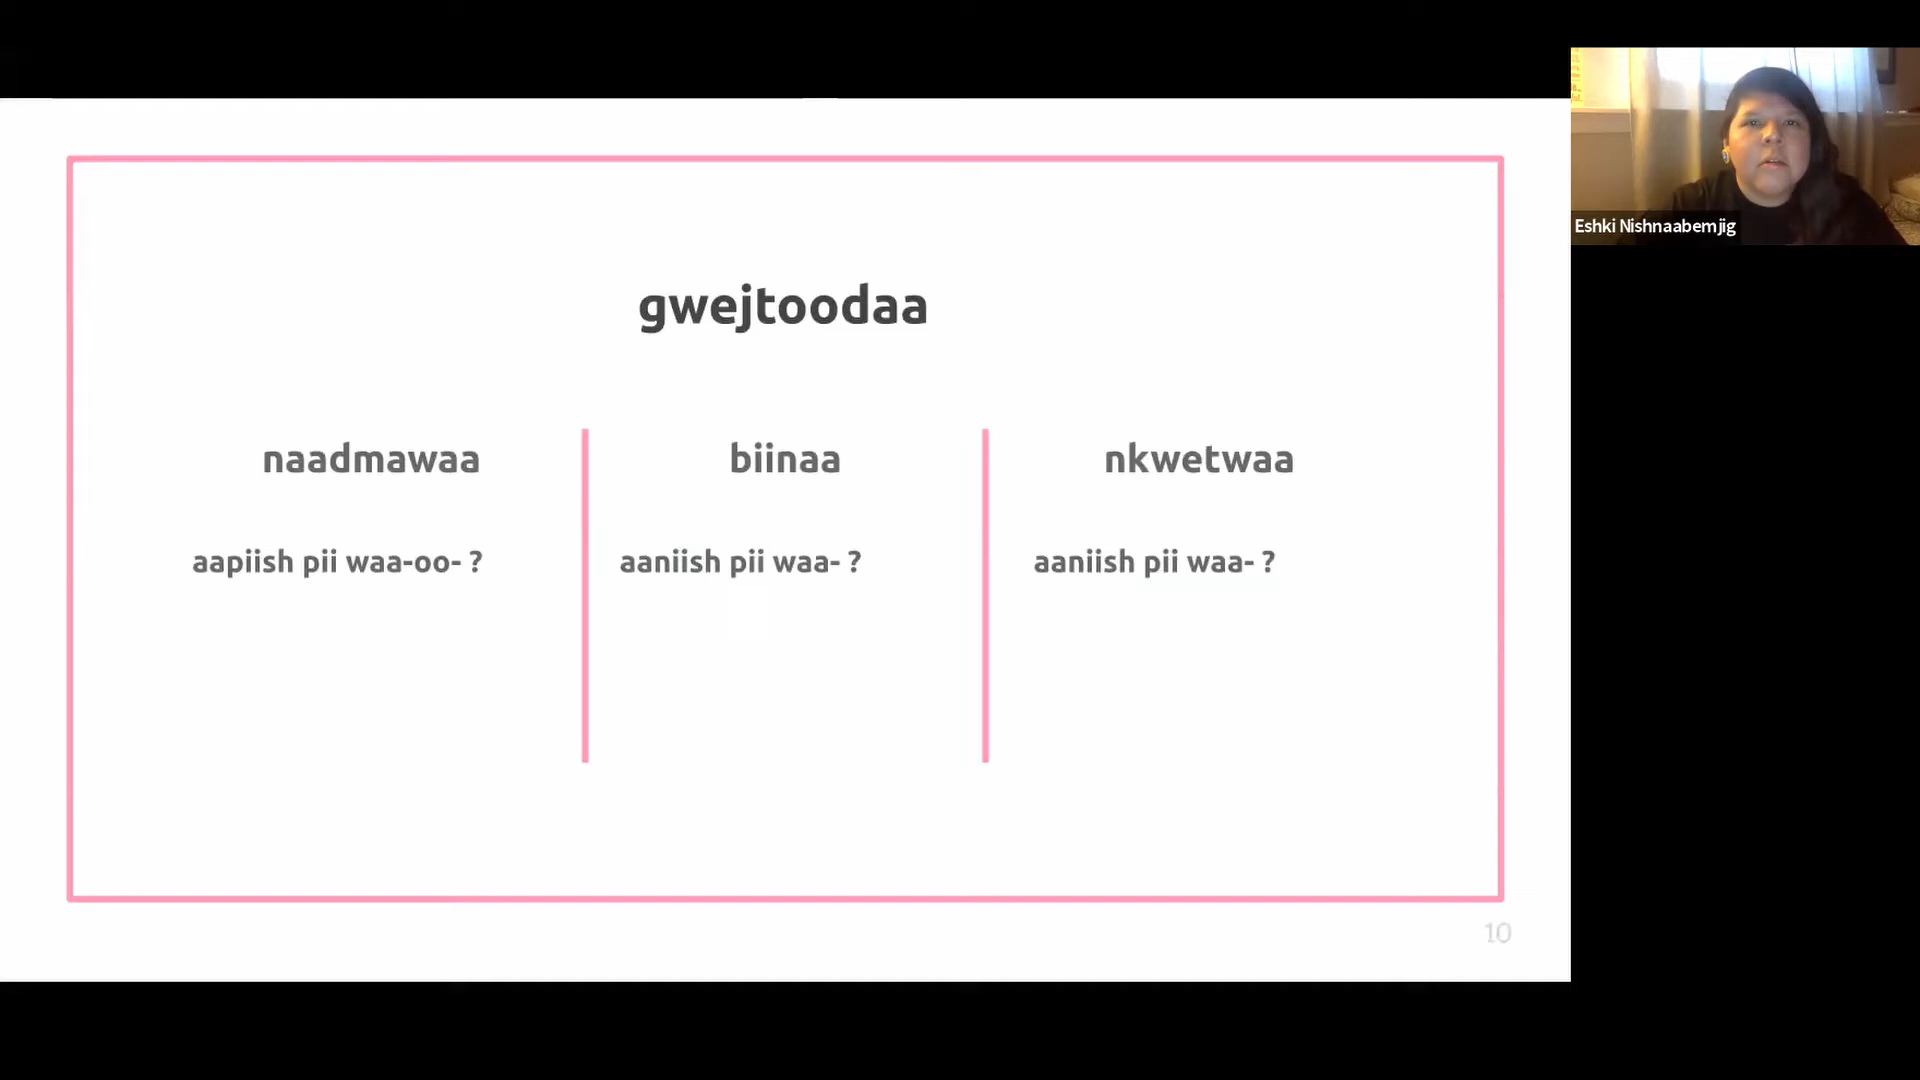 gwejtoodaa
naadmawaa
biinaa
nkwetwaa
aapiish pii waa-oo- ?
aaniish pii waa- ?
aaniish pii waa- ?
10
Eshki Nishnaabemjig